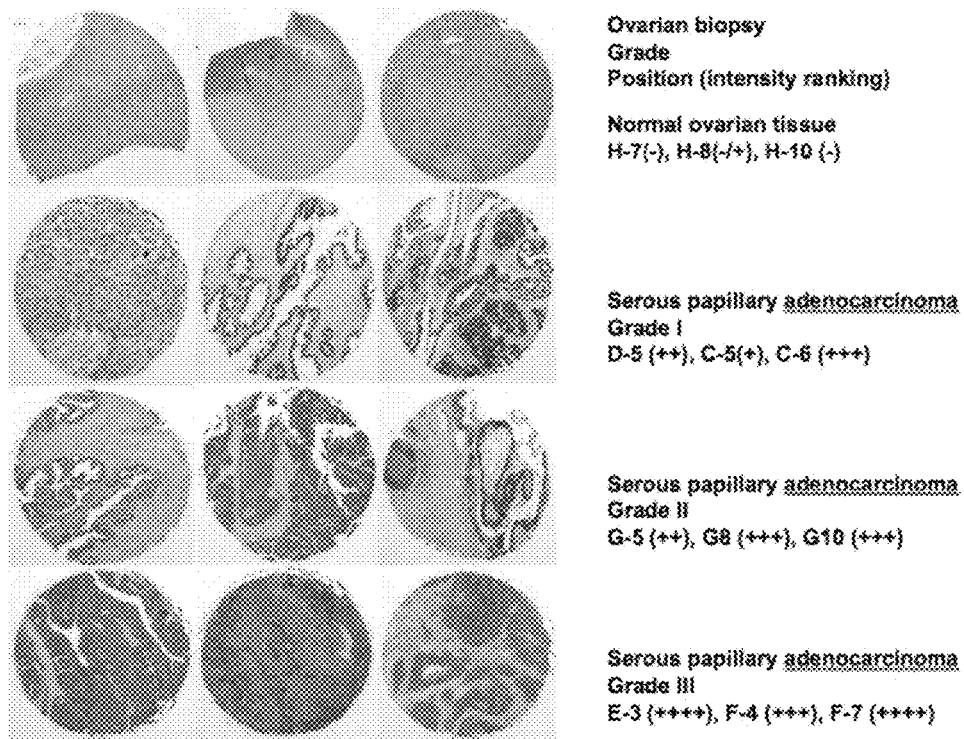 Ovarian biopsy
Grade
Position (intensity ranking)
Normal ovarian tissue
H-7(-), H-8(-/+), H-10 (-)
Serous papillary adenocarcinoma
Grade I
D-5 (++), C-5(+), C-6 (+++)
Serous papillary adenocarcinoma
Grade II
G-5 (++), G8 (+++), G10 (+++)
Serous papillary adenocarcinoma
Grade III
E-3 (++++), F-4 (+++), F-7 (++++)